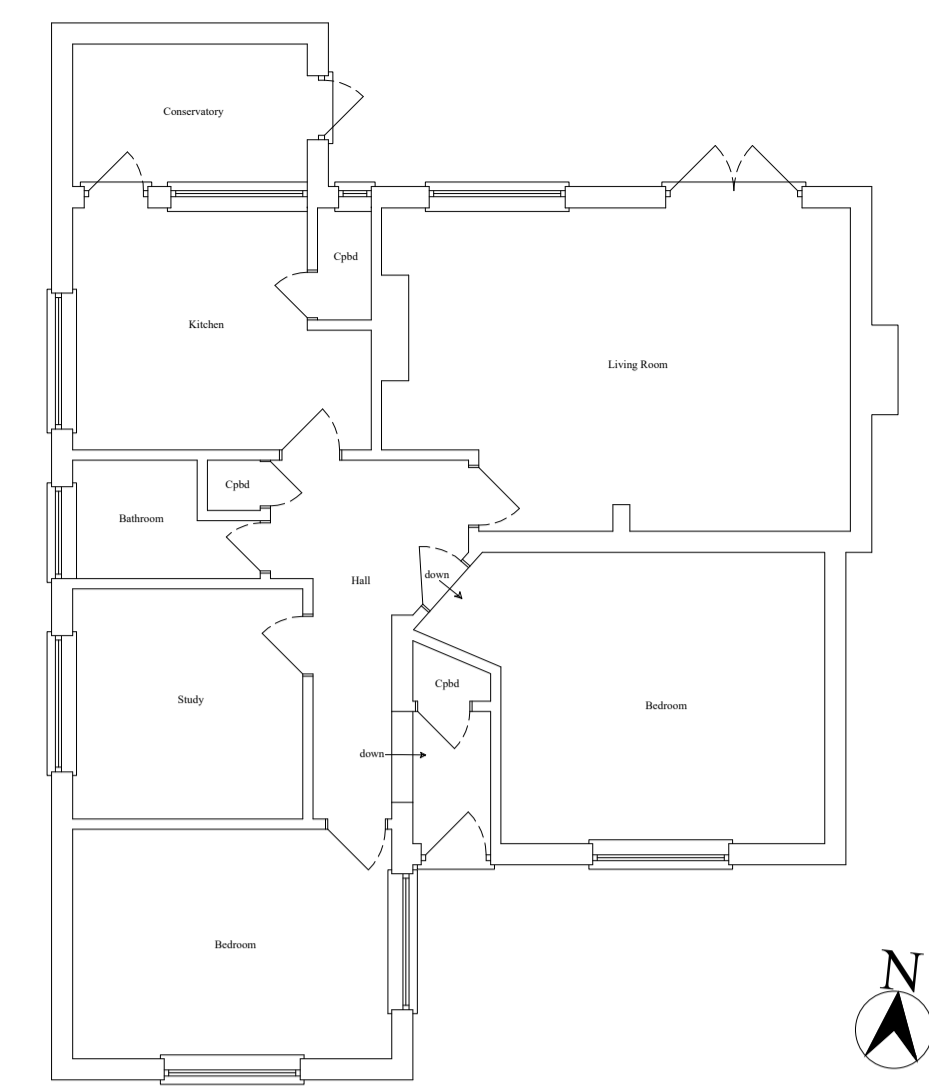 Conservatory
Cpbd
Kitchen
Living Room
Cpbd
Bathroom
down
Hall
Cpbd
Study
Bedroom
down
Bedroom
N